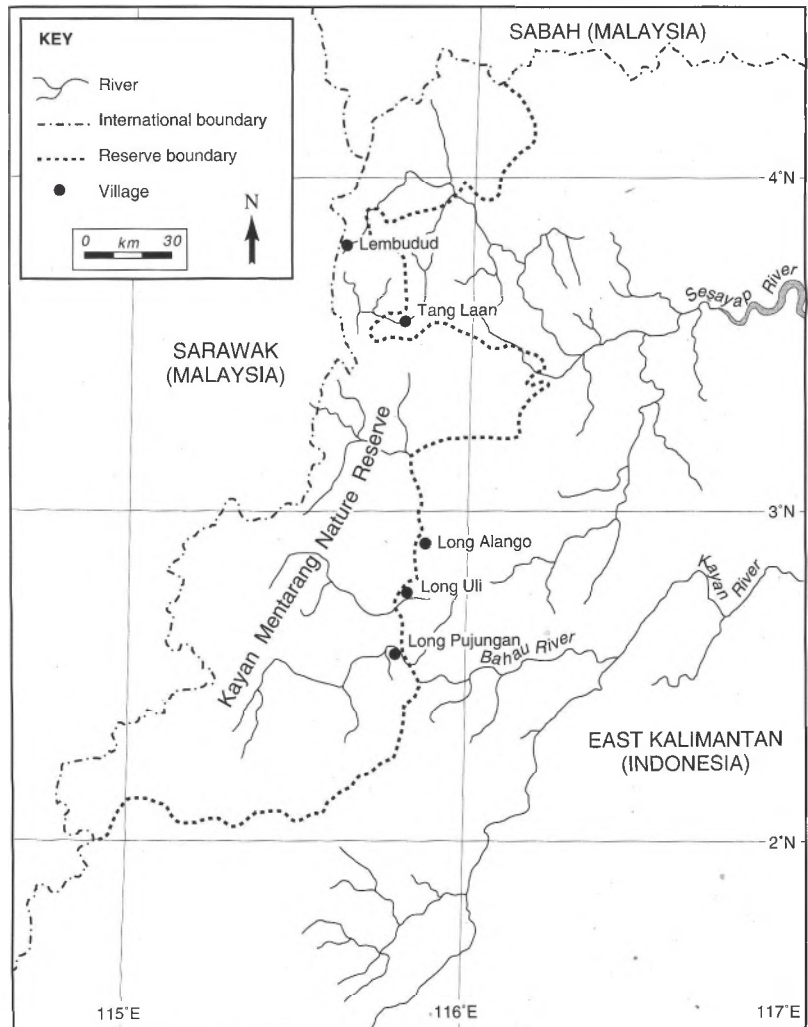 KEY
River
International boundary
Reserve boundary
Village
N
0 km 30
SABAH (MALAYSIA)
4°N
Lembudud
Sesayap River
Tang Laan
SARAWAK
(MALAYSIA)
Kayan Mentarang Nature Reserve
3°N
Long Alango
Kayan River
Long Uli
Long Pujungan
Bahau River
EAST KALIMANTAN
(INDONESIA)
2°N
115°E
116°E
117°E